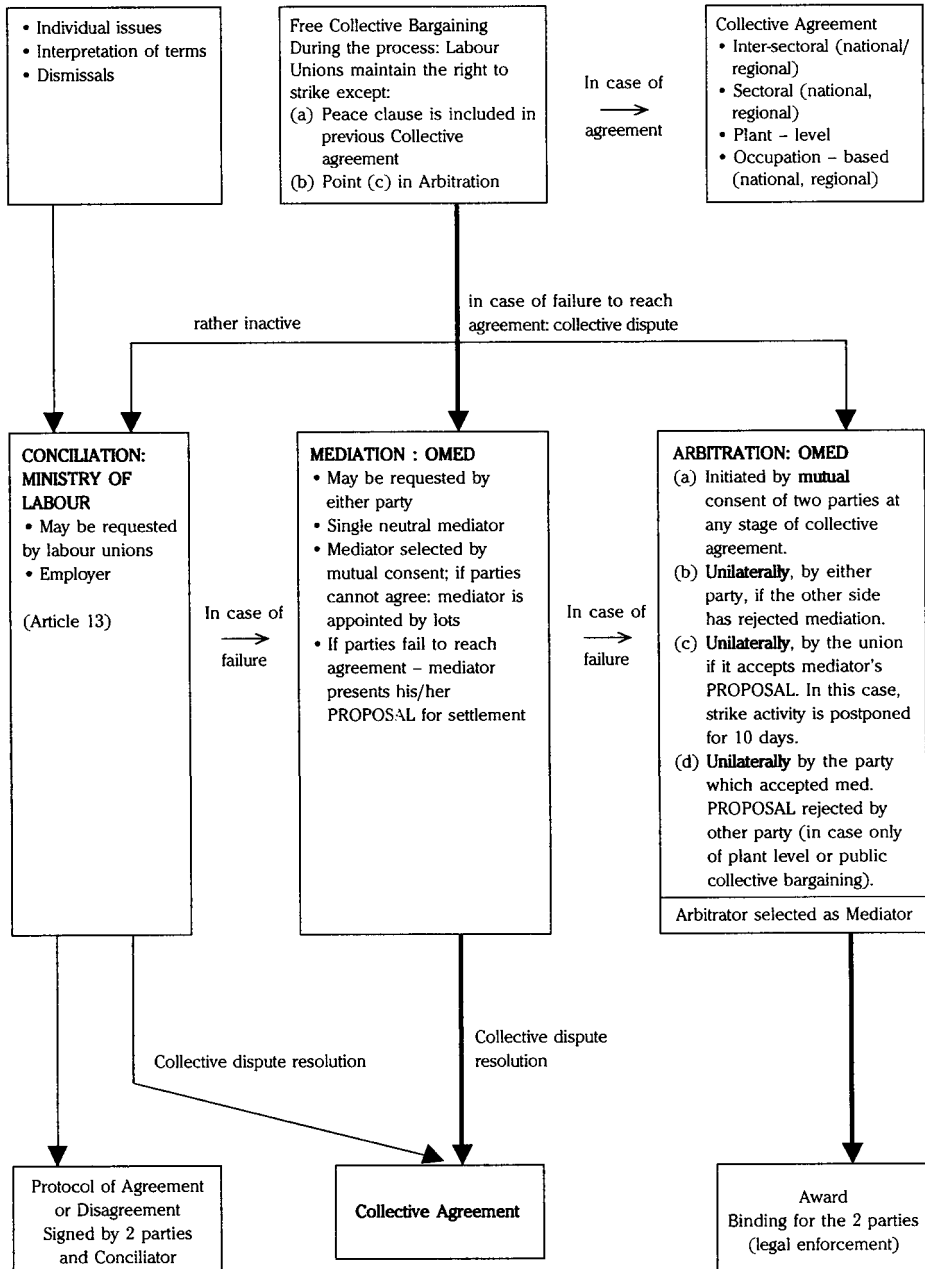 • Individual issues
• Interpretation of terms
• Dismissals
Free Collective Bargaining
During the process: Labour
Unions maintain the right to
strike except:
(a) Peace clause is included in
previous Collective
agreement
(b) Point (c) in Arbitration
In case of
agreement
Collective Agreement
• Inter-sectoral (national/
regional)
• Sectoral (national,
regional)
• Plant – level
• Occupation – based
(national, regional)
rather inactive
in case of failure to reach
agreement: collective dispute
CONCILIATION:
MINISTRY OF
LABOUR
• May be requested
by labour unions
• Employer
(Article 13)
In case of
failure
MEDIATION : OMED
• May be requested by
either party
• Single neutral mediator
• Mediator selected by
mutual consent; if parties
cannot agree: mediator is
appointed by lots
• If parties fail to reach
agreement – mediator
presents his/her
PROPOSAL for settlement
In case of
failure
ARBITRATION: OMED
(a) Initiated by mutual
consent of two parties at
any stage of collective
agreement.
(b) Unilaterally, by either
party, if the other side
has rejected mediation.
(c) Unilaterally, by the union
if it accepts mediator's
PROPOSAL. In this case,
strike activity is postponed
for 10 days.
(d) Unilaterally by the party
which accepted med.
PROPOSAL rejected by
other party (in case only
of plant level or public
collective bargaining).
Arbitrator selected as Mediator
Collective dispute resolution
Collective dispute
resolution
Protocol of Agreement
or Disagreement
Signed by 2 parties
and Conciliator
Collective Agreement
Award
Binding for the 2 parties
(legal enforcement)